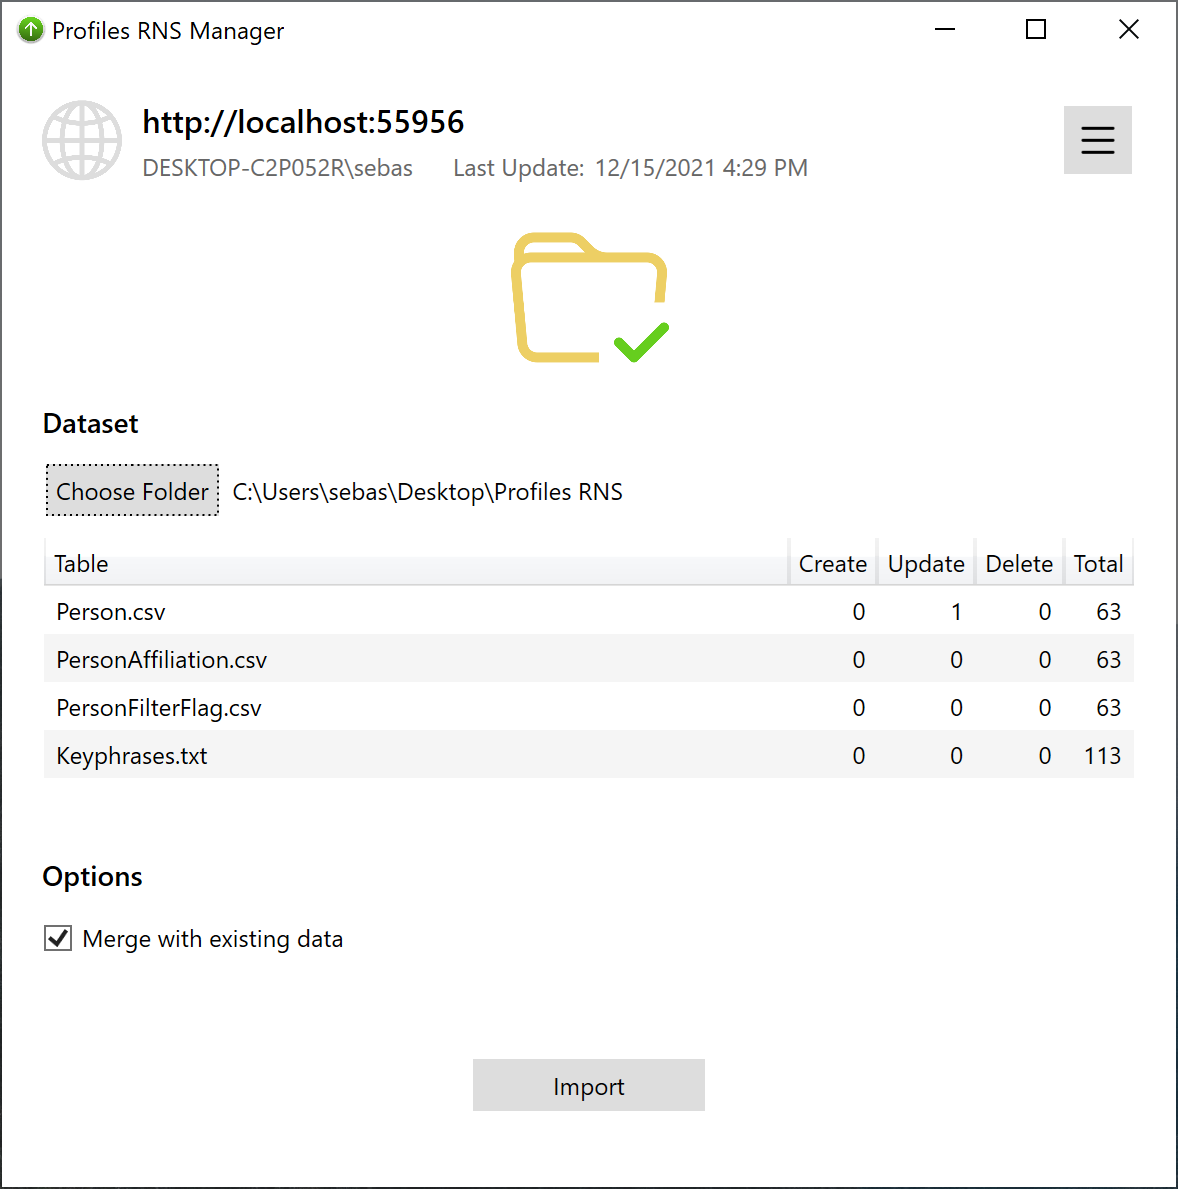 Profiles RNS Manager
http://localhost:55956
DESKTOP-C2P052R\sebas Last Update: 12/15/2021 4:29 PM
Dataset
Choose Folder C:\Users\sebas\Desktop\Profiles RNS
Table Create Update Delete Total
Person.csv 0 1 0 63
PersonAffiliation.csv 0 0 0 63
PersonFilterFlag.csv 0 0 0 63
Keyphrases.txt 0 0 0 113
Options
Merge with existing data
Import